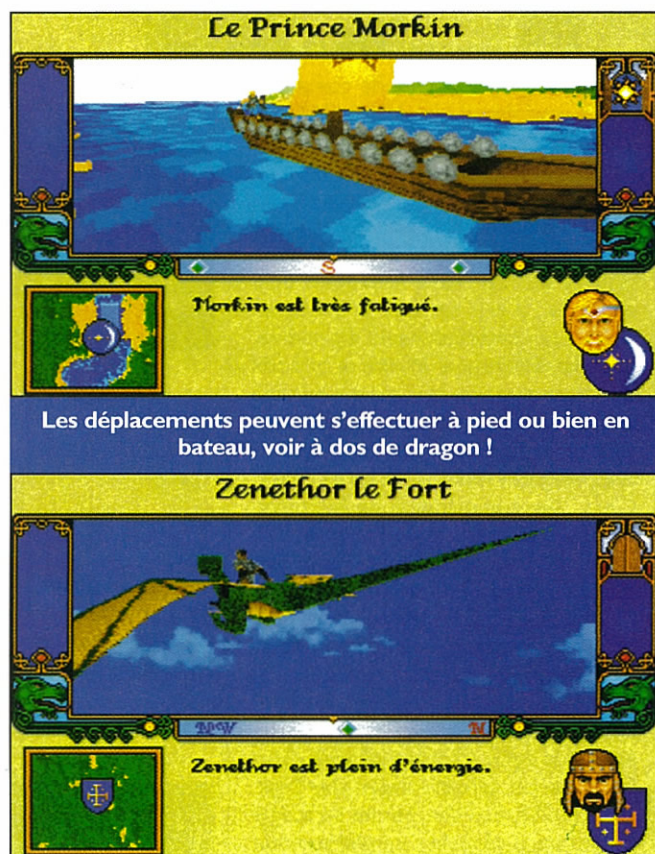 Le Prince Morkin
S
Morkin est très fatigué.
Les déplacements peuvent s'effectuer à pied ou bien en
bateau, voir à dos de dragon !
Zenethor le Fort
NW N
Zenethor est plein d'énergie.